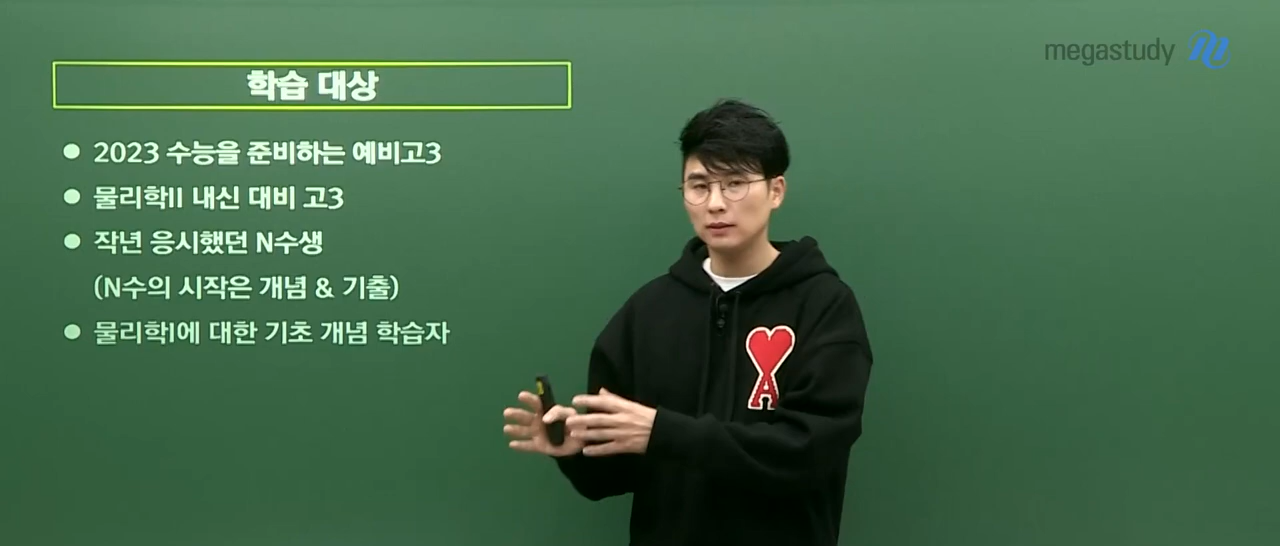 megastudy
학습 대상
2023 수능을 준비하는 예비고3
물리학II 내신 대비 고3
작년 응시했던 N수생
(N수의 시작은 개념 & 기출)
물리학I에 대한 기초 개념 학습자
A